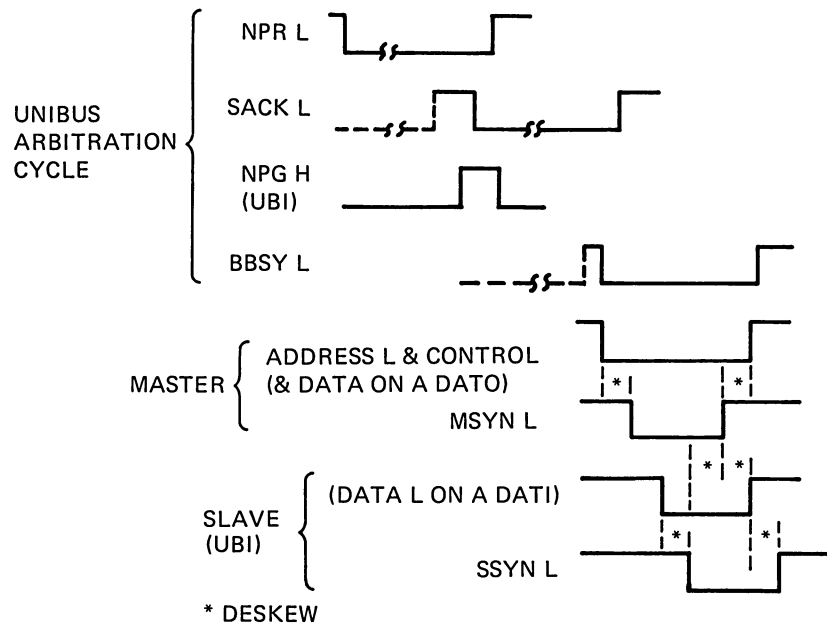 NPR L
UNIBUS
ARBITRATION
CYCLE
SACK L
NPG H
(UBI)
BBSY L
MASTER
ADDRESS L & CONTROL
(& DATA ON A DATO)
* *
MSYN L
* *
SLAVE
(UBI)
(DATA L ON A DATI)
* *
SSYN L
* DESKEW